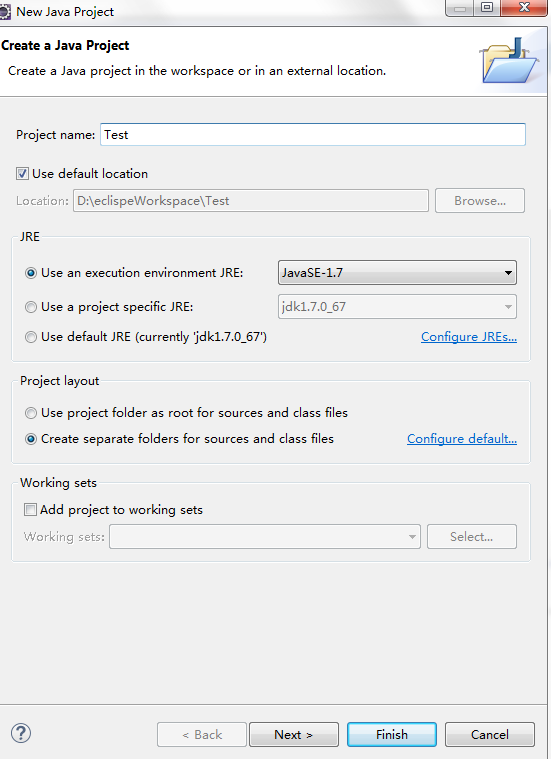 New Java Project
Create a Java Project
Create a Java project in the workspace or in an external location.
Project name: Test
Use default location
Location: D:\eclispeWorkspace\Test Browse...
JRE
Use an execution environment JRE: JavaSE-1.7
Use a project specific JRE: jdk1.7.0_67
Use default JRE (currently 'jdk1.7.0_67') Configure JREs...
Project layout
Use project folder as root for sources and class files
Create separate folders for sources and class files Configure default...
Working sets
Add project to working sets
Working sets: Select...
? < Back Next > Finish Cancel